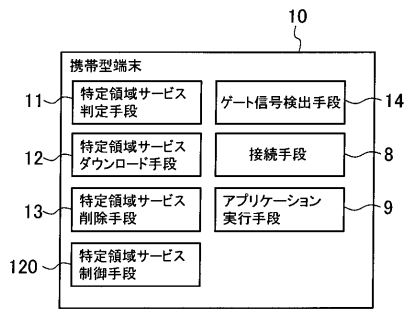 10
携帯型端末
11
特定領域サービス
判定手段
ゲート信号検出手段
14
12
特定領域サービス
ダウンロード手段
接続手段
8
13
特定領域サービス
削除手段
アプリケーション
実行手段
9
120
特定領域サービス
制御手段